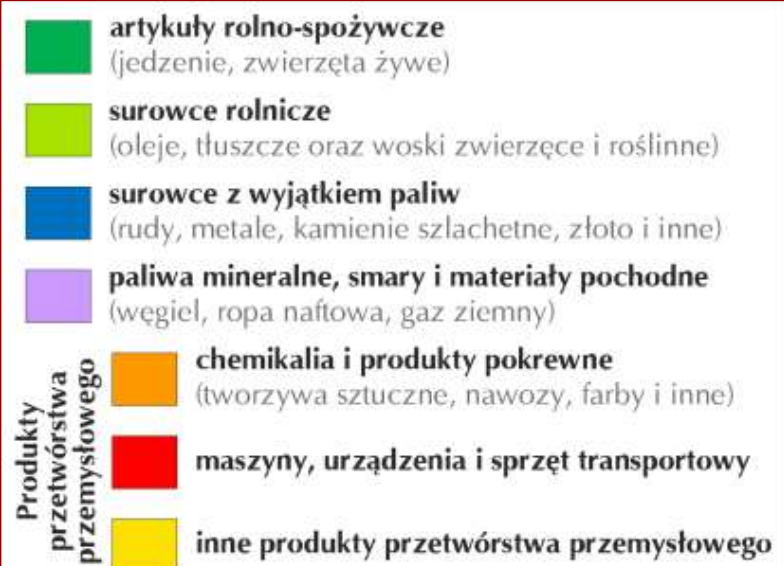 artykuły rolno-spożywcze
(jedzenie, zwierzęta żywe)
surowce rolnicze
(oleje, tłuszcze oraz woski zwierzęce i roślinne)
surowce z wyjątkiem paliw
(rudy, metale, kamienie szlachetne, złoto i inne)
paliwa mineralne, smary i materiały pochodne
(węgiel, ropa naftowa, gaz ziemny)
Produkty
przetwórstwa
przemysłowego
chemikalia i produkty pokrewne
(tworzywa sztuczne, nawozy, farby i inne)
maszyny, urządzenia i sprzęt transportowy
inne produkty przetwórstwa przemysłowego